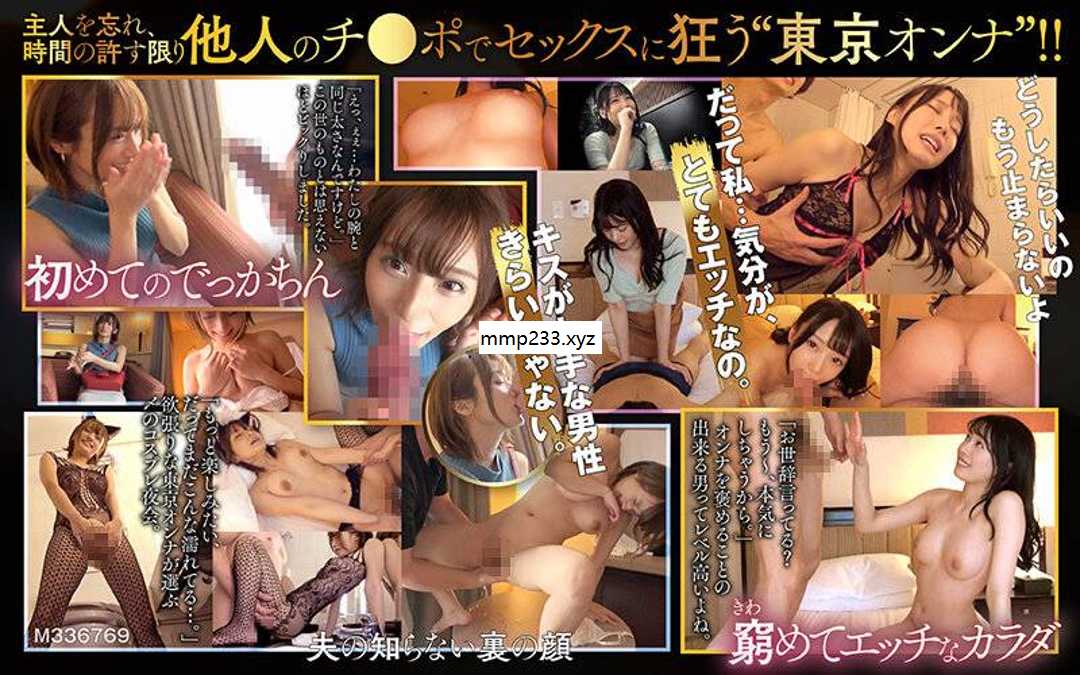 主人を忘れ、
時間の許す限り
他人のチ●ポでセックスに狂う“東京オンナ”!!
「えっ、えぇ…わたしの腕と
同じ太さなんですけど。」
この世のものとは思えない
ほどビックリしました。
初めてのでっかちん
どうしたらいいの
もう止まらないよ
だって私…気分が、
とてもエッチなの。
キスが
手な男性
きらい
ゃない。
mmp233.xyz
「もっと楽しみたい、
だってまだこんな濡れてる…。」
欲張りな東京オンナが選ぶ
〆のコスプレ夜会、
M336769
夫の知らない裏の顔
「お世辞言ってる?
もう〜、本気に
しちゃうから。」
オンナを褒めることの
出来る男ってレベル高いよね。
きわ
窮めてエッチなカラダ